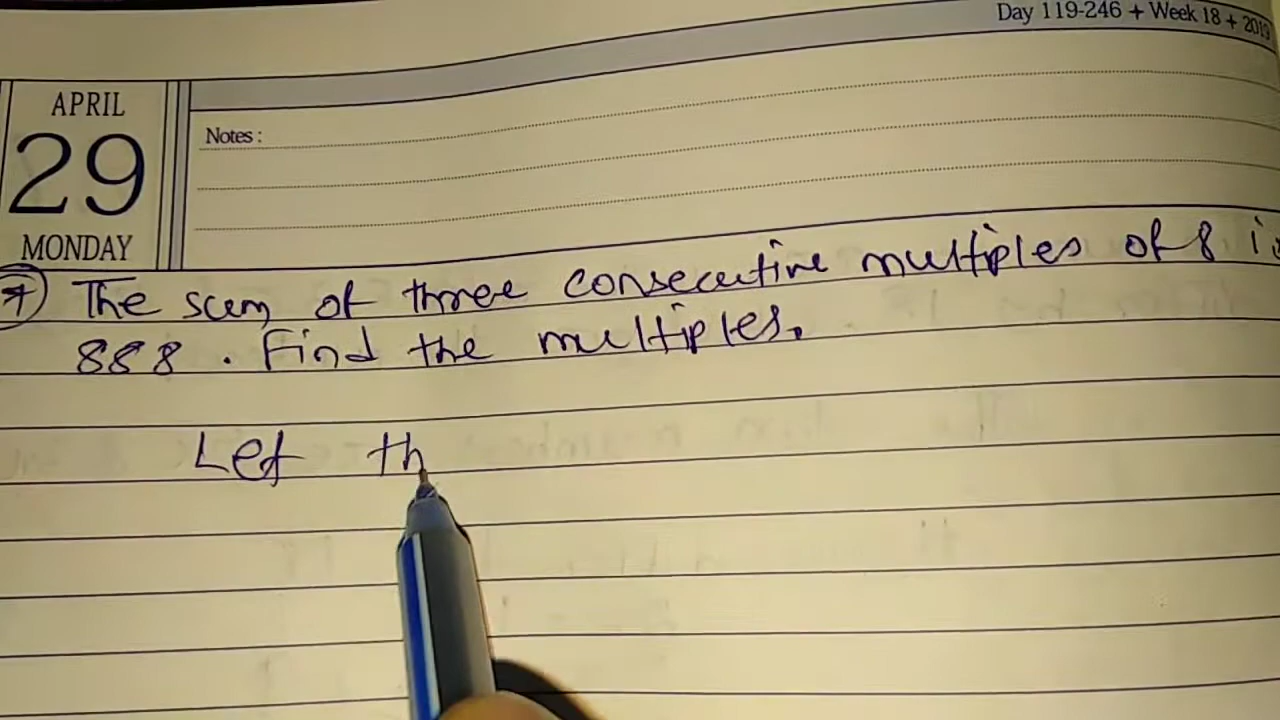 Day 119-246 + Week 18 + 2019
APRIL
29
MONDAY
Notes :
7) The sum of three consecutive multiples of 8 is
888 . Find the multiples.
Let th